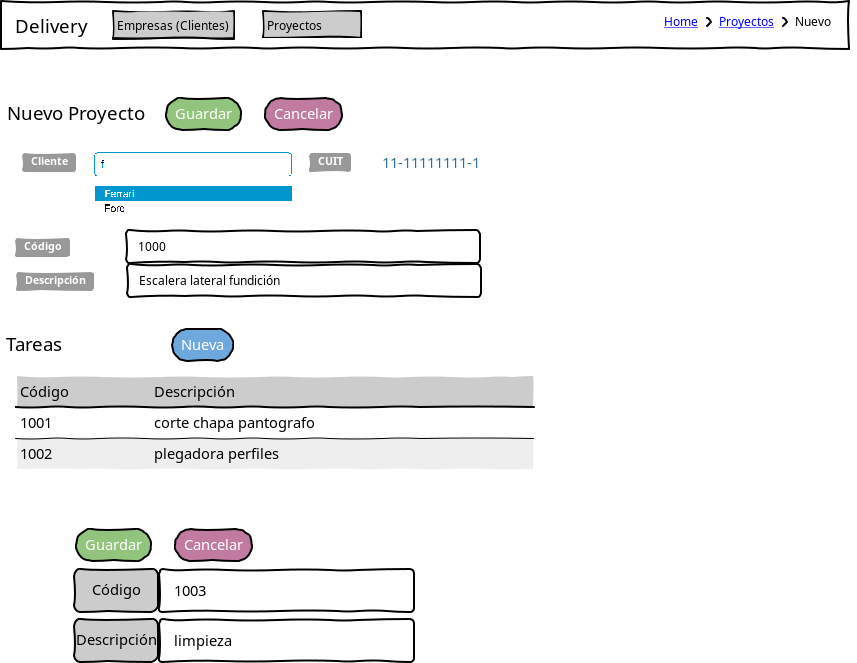 Delivery Empresas (Clientes) Proyectos Home Proyectos Nuevo
Nuevo Proyecto Guardar Cancelar
Cliente f CUIT 11-11111111-1
Ferrari
Ford
Código 1000
Descripción Escalera lateral fundición
Tareas Nueva
Código Descripción
1001 corte chapa pantografo
1002 plegadora perfiles
Guardar Cancelar
Código 1003
Descripción limpieza